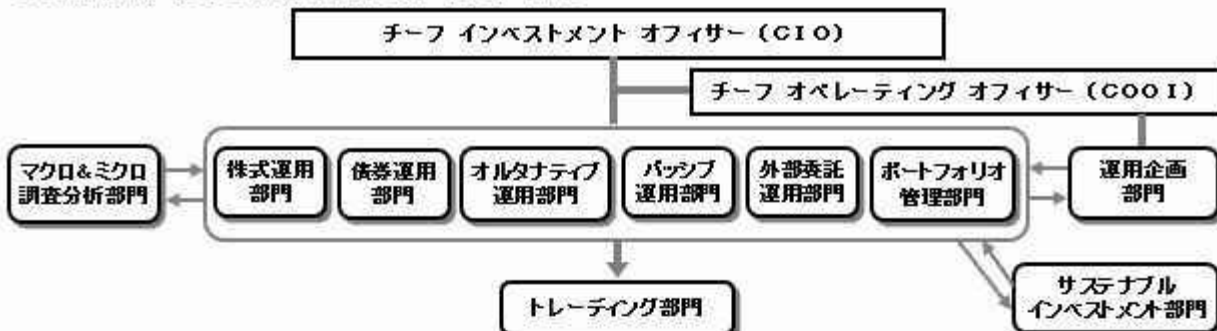 チーフ インベストメント オフィサー (CIO)
チーフ オペレーティング オフィサー (COOI)
マクロ&ミクロ
調査分析部門
株式運用
部門
債券運用
部門
オルタナティブ
運用部門
パッシブ
運用部門
外部委託
運用部門
ポートフォリオ
管理部門
運用企画
部門
トレーディング部門
サステナブル
インベストメント部門